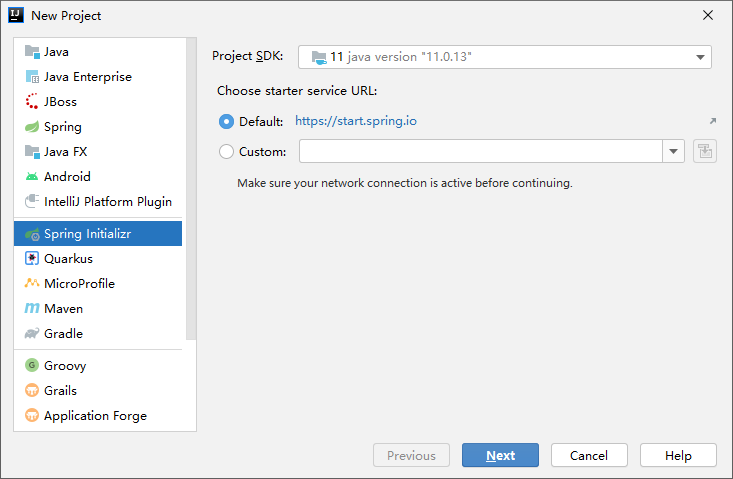 New Project
Java
Java Enterprise
JBoss
Spring
Java FX
Android
IntelliJ Platform Plugin
Spring Initializr
Quarkus
MicroProfile
Maven
Gradle
Groovy
Grails
Application Forge
Project SDK: 11 java version "11.0.13"
Choose starter service URL:
Default: https://start.spring.io
Custom:
Make sure your network connection is active before continuing.
Previous Next Cancel Help